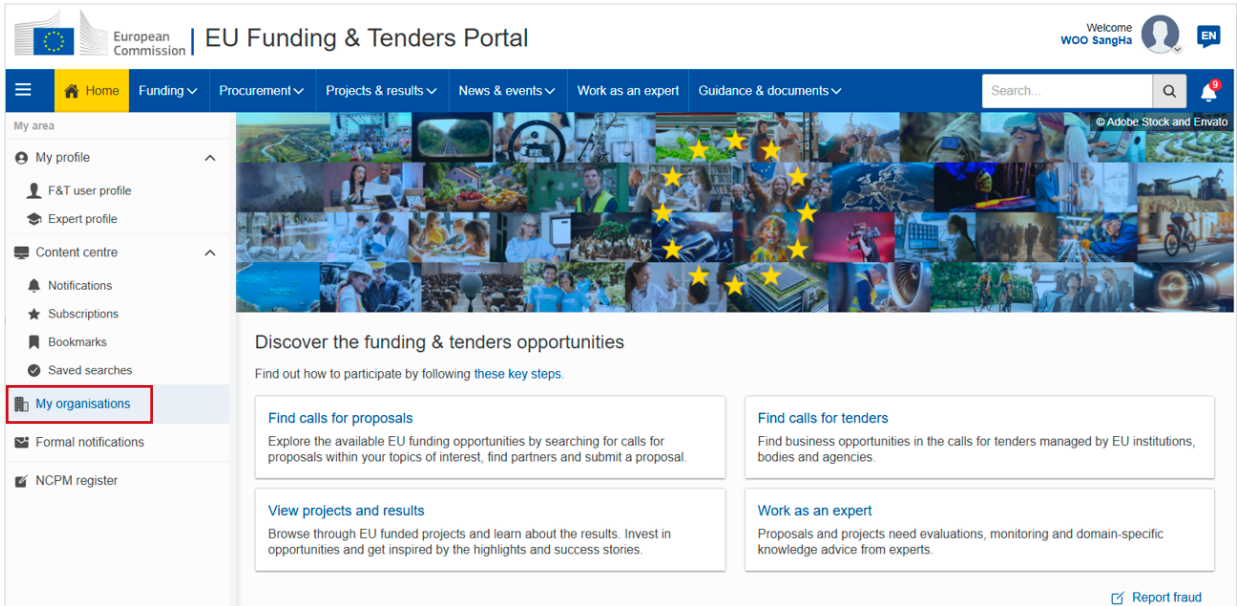 European
Commission
EU Funding & Tenders Portal
Welcome
WOO SangHa
EN
Home
Funding
Procurement
Projects & results
News & events
Work as an expert
Guidance & documents
Search...
9
My area
© Adobe Stock and Envato
My profile
F&T user profile
Expert profile
Content centre
Notifications
Subscriptions
Bookmarks
Saved searches
My organisations
Formal notifications
NCPM register
Discover the funding & tenders opportunities
Find out how to participate by following these key steps.
Find calls for proposals
Explore the available EU funding opportunities by searching for calls for
proposals within your topics of interest, find partners and submit a proposal.
Find calls for tenders
Find business opportunities in the calls for tenders managed by EU institutions,
bodies and agencies.
View projects and results
Browse through EU funded projects and learn about the results. Invest in
opportunities and get inspired by the highlights and success stories.
Work as an expert
Proposals and projects need evaluations, monitoring and domain-specific
knowledge advice from experts.
Report fraud